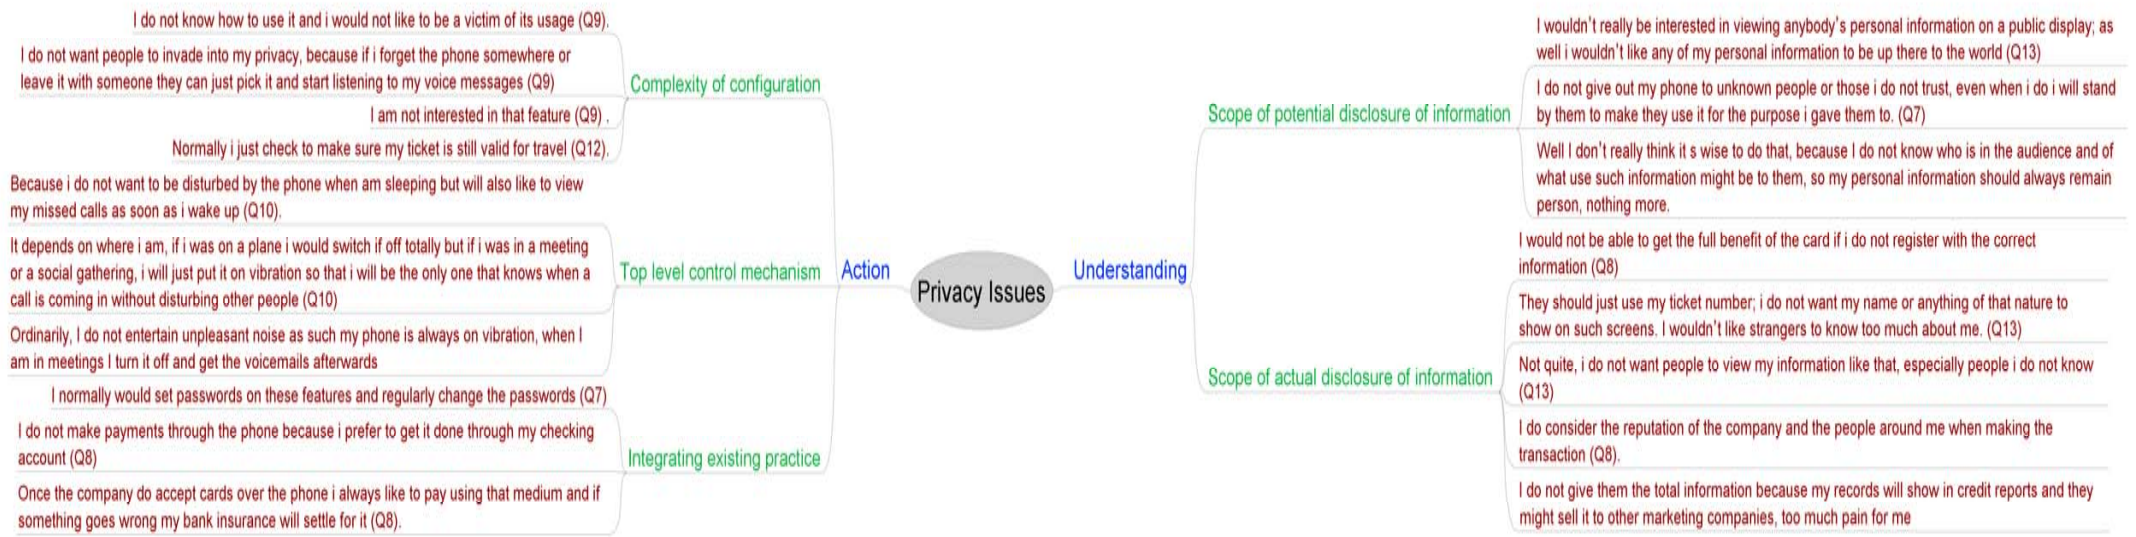 I do not know how to use it and i would not like to be a victim of its usage (Q9).
I do not want people to invade into my privacy, because if i forget the phone somewhere or
leave it with someone they can just pick it and start listening to my voice messages (Q9)
I am not interested in that feature (Q9) .
Normally i just check to make sure my ticket is still valid for travel (Q12).
Complexity of configuration
Because i do not want to be disturbed by the phone when am sleeping but will also like to view
my missed calls as soon as i wake up (Q10).
It depends on where i am, if i was on a plane i would switch if off totally but if i was in a meeting
or a social gathering, i will just put it on vibration so that i will be the only one that knows when a
call is coming in without disturbing other people (Q10)
Ordinarily, I do not entertain unpleasant noise as such my phone is always on vibration, when I
am in meetings I turn it off and get the voicemails afterwards
Top level control mechanism
I normally would set passwords on these features and regularly change the passwords (Q7)
I do not make payments through the phone because i prefer to get it done through my checking
account (Q8)
Once the company do accept cards over the phone i always like to pay using that medium and if
something goes wrong my bank insurance will settle for it (Q8).
Integrating existing practice
Action
Privacy Issues
Understanding
Scope of potential disclosure of information
I wouldn't really be interested in viewing anybody's personal information on a public display; as
well i wouldn't like any of my personal information to be up there to the world (Q13)
I do not give out my phone to unknown people or those i do not trust, even when i do i will stand
by them to make they use it for the purpose i gave them to. (Q7)
Well I don't really think it s wise to do that, because I do not know who is in the audience and of
what use such information might be to them, so my personal information should always remain
person, nothing more.
Scope of actual disclosure of information
I would not be able to get the full benefit of the card if i do not register with the correct
information (Q8)
They should just use my ticket number; i do not want my name or anything of that nature to
show on such screens. I wouldn't like strangers to know too much about me. (Q13)
Not quite, i do not want people to view my information like that, especially people i do not know
(Q13)
I do consider the reputation of the company and the people around me when making the
transaction (Q8).
I do not give them the total information because my records will show in credit reports and they
might sell it to other marketing companies, too much pain for me